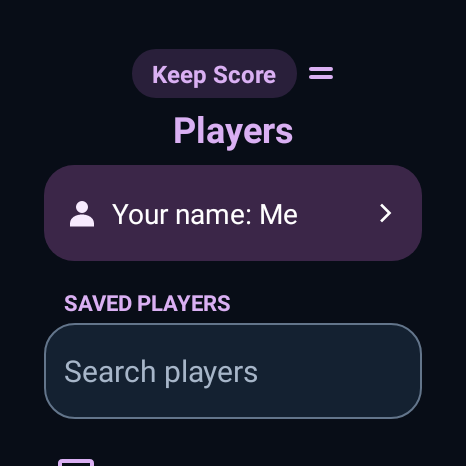 Keep Score
Players
Your name: Me
SAVED PLAYERS
Search players